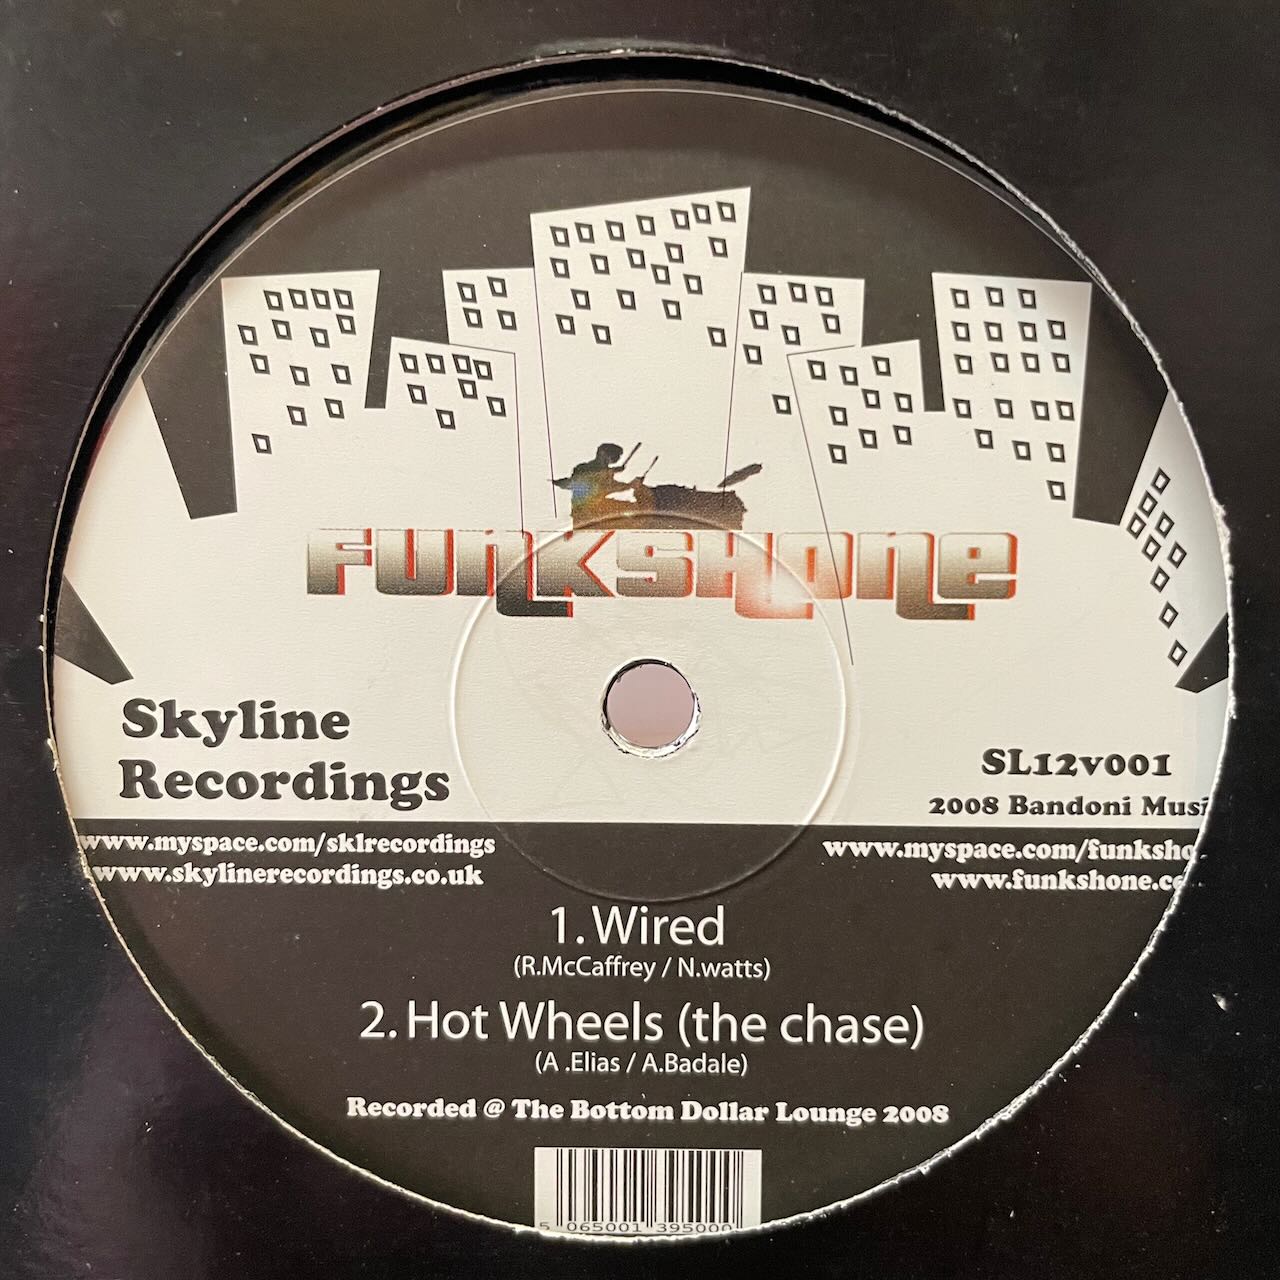 FUNKSHONE
Skyline
Recordings
SL12v001
2008 Bandoni Musi
www.myspace.com/sklrecordings
www.skylinerecordings.co.uk
www.myspace.com/funksho
www.funkshone.co
1. Wired
(R.McCaffrey / N.watts)
2. Hot Wheels (the chase)
(A .Elias / A.Badale)
Recorded @ The Bottom Dollar Lounge 2008
5 065001 395000